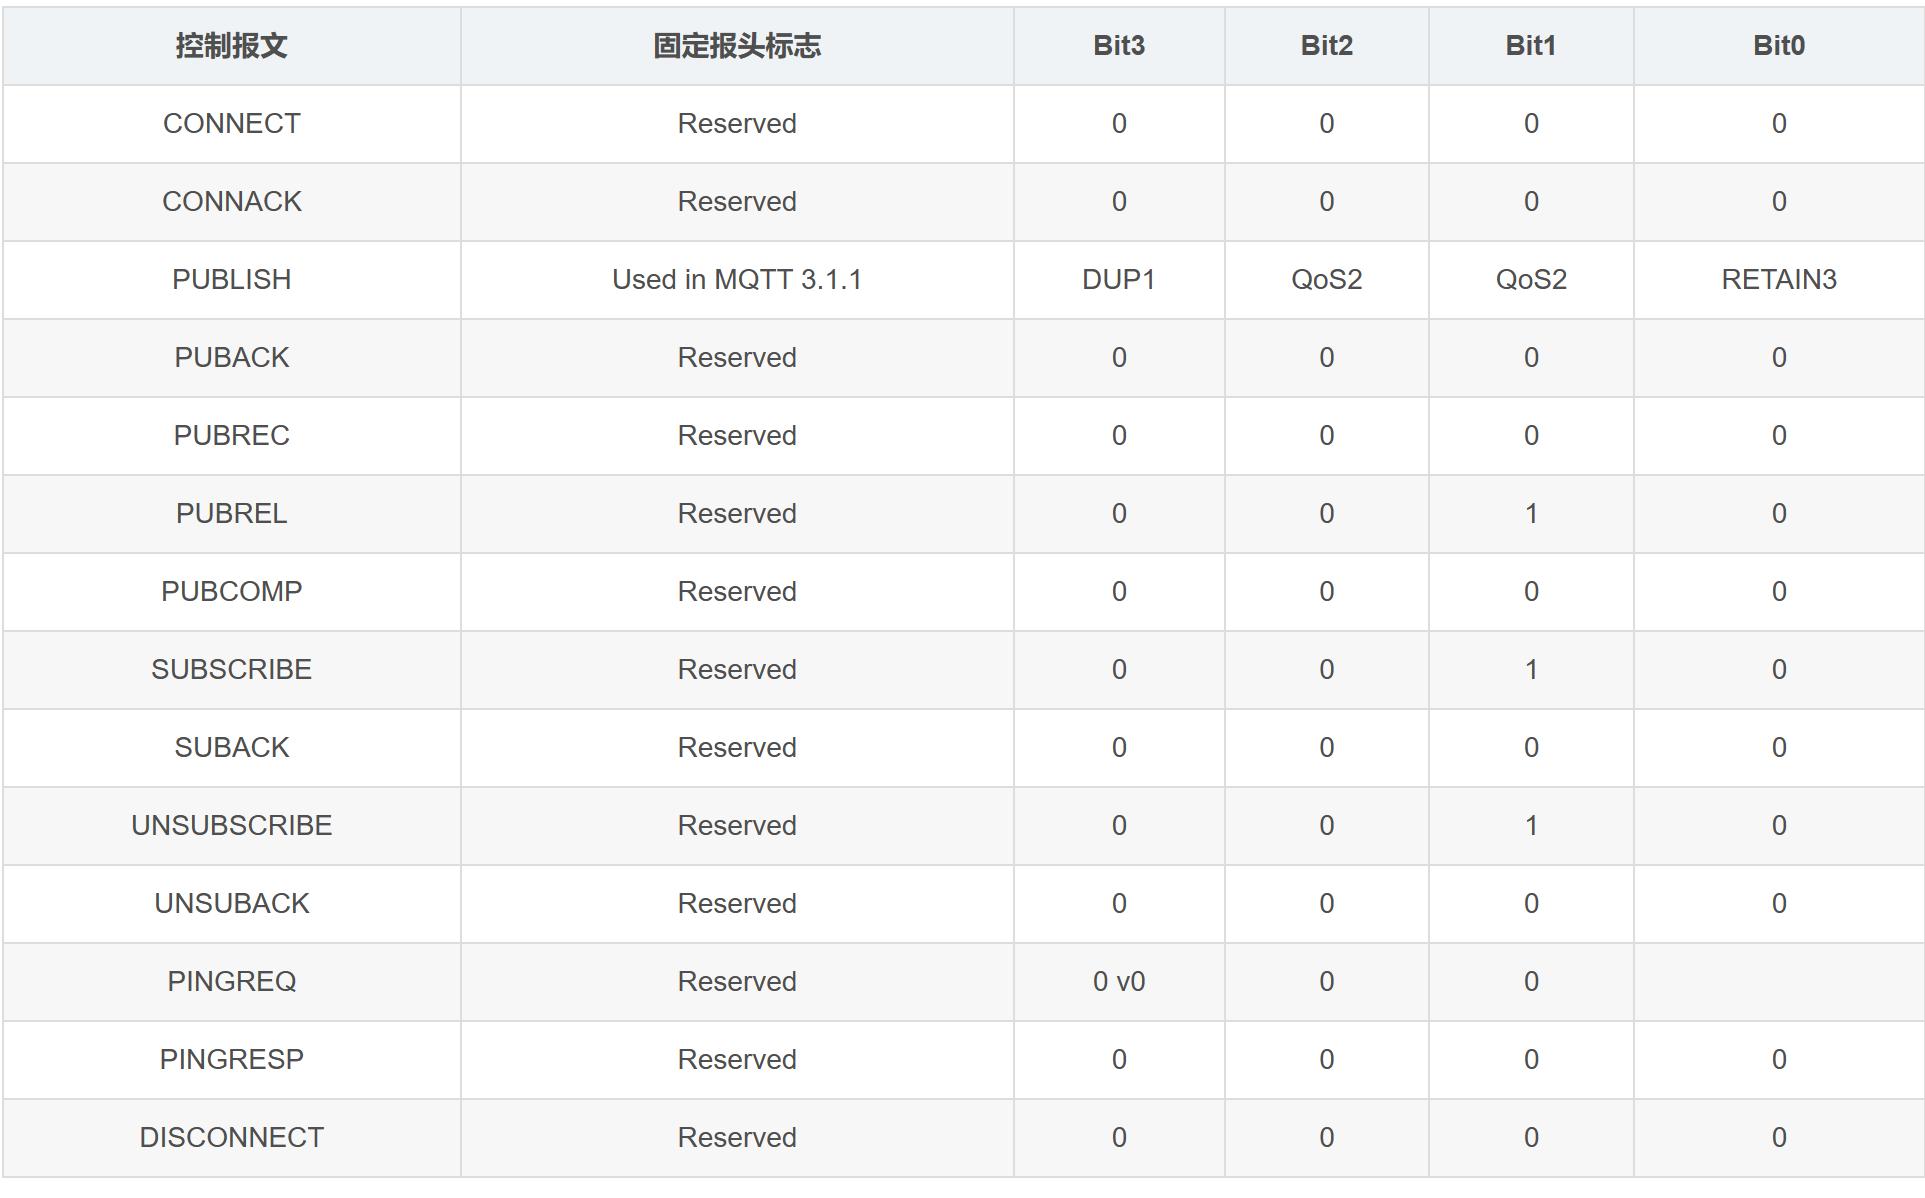 控制报文 固定报头标志 Bit3 Bit2 Bit1 Bit0
CONNECT Reserved 0 0 0 0
CONNACK Reserved 0 0 0 0
PUBLISH Used in MQTT 3.1.1 DUP1 QoS2 QoS2 RETAIN3
PUBACK Reserved 0 0 0 0
PUBREC Reserved 0 0 0 0
PUBREL Reserved 0 0 1 0
PUBCOMP Reserved 0 0 0 0
SUBSCRIBE Reserved 0 0 1 0
SUBACK Reserved 0 0 0 0
UNSUBSCRIBE Reserved 0 0 1 0
UNSUBACK Reserved 0 0 0 0
PINGREQ Reserved 0 v0 0 0
PINGRESP Reserved 0 0 0 0
DISCONNECT Reserved 0 0 0 0